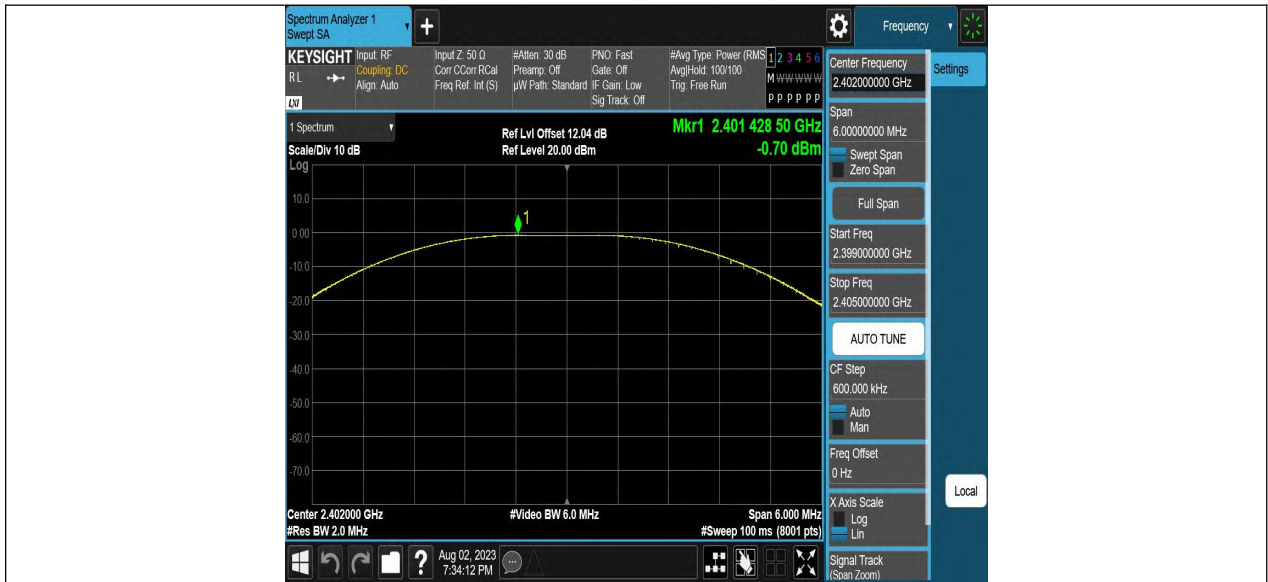 Spectrum Analyzer 1
Swept SA
+
Frequency
KEYSIGHT
RL
LXI
Input: RF
Coupling: DC
Align: Auto
Input Z: 50 Ω
Corr CCorr RCal
Freq Ref: Int (S)
#Atten: 30 dB
Preamp: Off
µW Path: Standard
PNO: Fast
Gate: Off
IF Gain: Low
Sig Track: Off
#Avg Type: Power (RMS
Avg|Hold: 100/100
Trig: Free Run
1 2 3 4 5 6
M W W W W W
P P P P P P
1 Spectrum
Scale/Div 10 dB
Ref Lvl Offset 12.04 dB
Ref Level 20.00 dBm
Mkr1 2.401 428 50 GHz
-0.70 dBm
Log
10.0
0.00
-10.0
-20.0
-30.0
-40.0
-50.0
-60.0
-70.0
1
Center 2.402000 GHz
#Res BW 2.0 MHz
#Video BW 6.0 MHz
Span 6.000 MHz
#Sweep 100 ms (8001 pts)
Aug 02, 2023
7:34:12 PM
?
Center Frequency
2.402000000 GHz
Span
6.00000000 MHz
Swept Span
Zero Span
Full Span
Start Freq
2.399000000 GHz
Stop Freq
2.405000000 GHz
AUTO TUNE
CF Step
600.000 kHz
Auto
Man
Freq Offset
0 Hz
X Axis Scale
Log
Lin
Signal Track
(Span Zoom)
Settings
Local